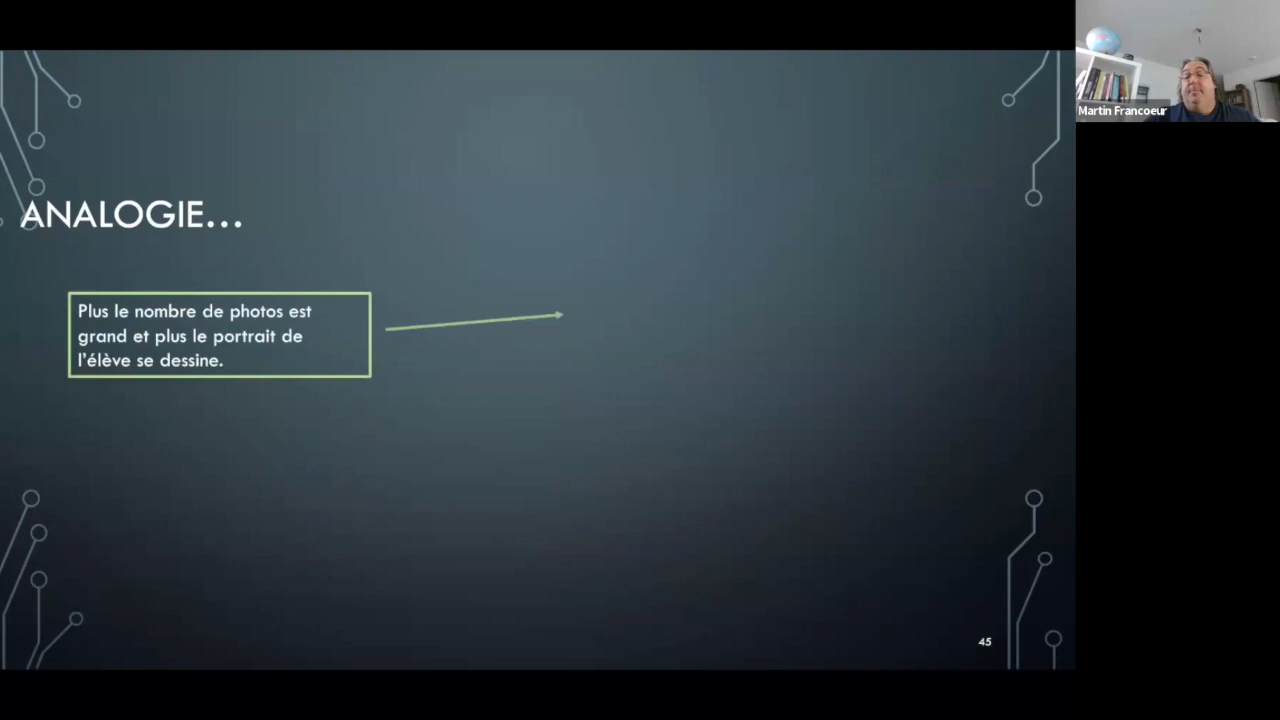 Martin Francoeur
ANALOGIE...
Plus le nombre de photos est
grand et plus le portrait de
l'élève se dessine.
45